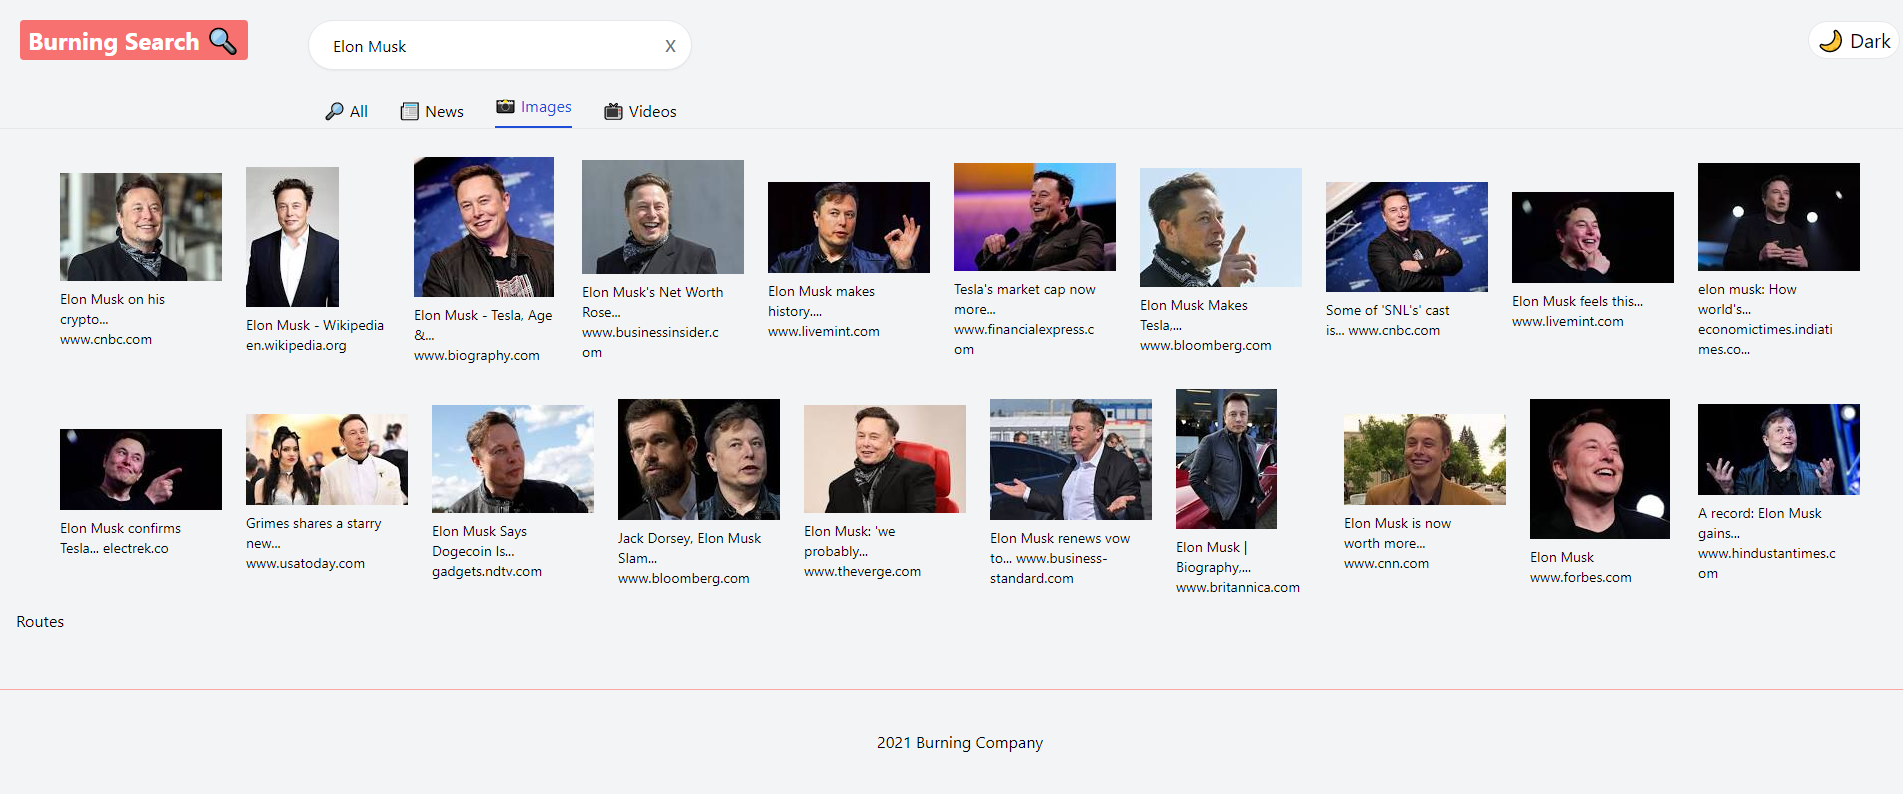 Burning Search
Elon Musk
X
Dark
All
News
Images
Videos
Elon Musk on his
crypto...
www.cnbc.com
Elon Musk - Wikipedia
en.wikipedia.org
Elon Musk - Tesla, Age
&...
www.biography.com
Elon Musk's Net Worth
Rose...
www.businessinsider.c
om
Elon Musk makes
history....
www.livemint.com
Tesla's market cap now
more...
www.financialexpress.c
om
Elon Musk Makes
Tesla,...
www.bloomberg.com
Some of 'SNL's' cast
is... www.cnbc.com
Elon Musk feels this...
www.livemint.com
elon musk: How
world's...
economictimes.indiati
mes.co...
Elon Musk confirms
Tesla... electrek.co
Grimes shares a starry
new...
www.usatoday.com
Elon Musk Says
Dogecoin Is...
gadgets.ndtv.com
Jack Dorsey, Elon Musk
Slam...
www.bloomberg.com
Elon Musk: 'we
probably...
www.theverge.com
Elon Musk renews vow
to... www.business-
standard.com
Elon Musk |
Biography,...
www.britannica.com
Elon Musk is now
worth more...
www.cnn.com
Elon Musk
www.forbes.com
A record: Elon Musk
gains...
www.hindustantimes.c
om
Routes
2021 Burning Company